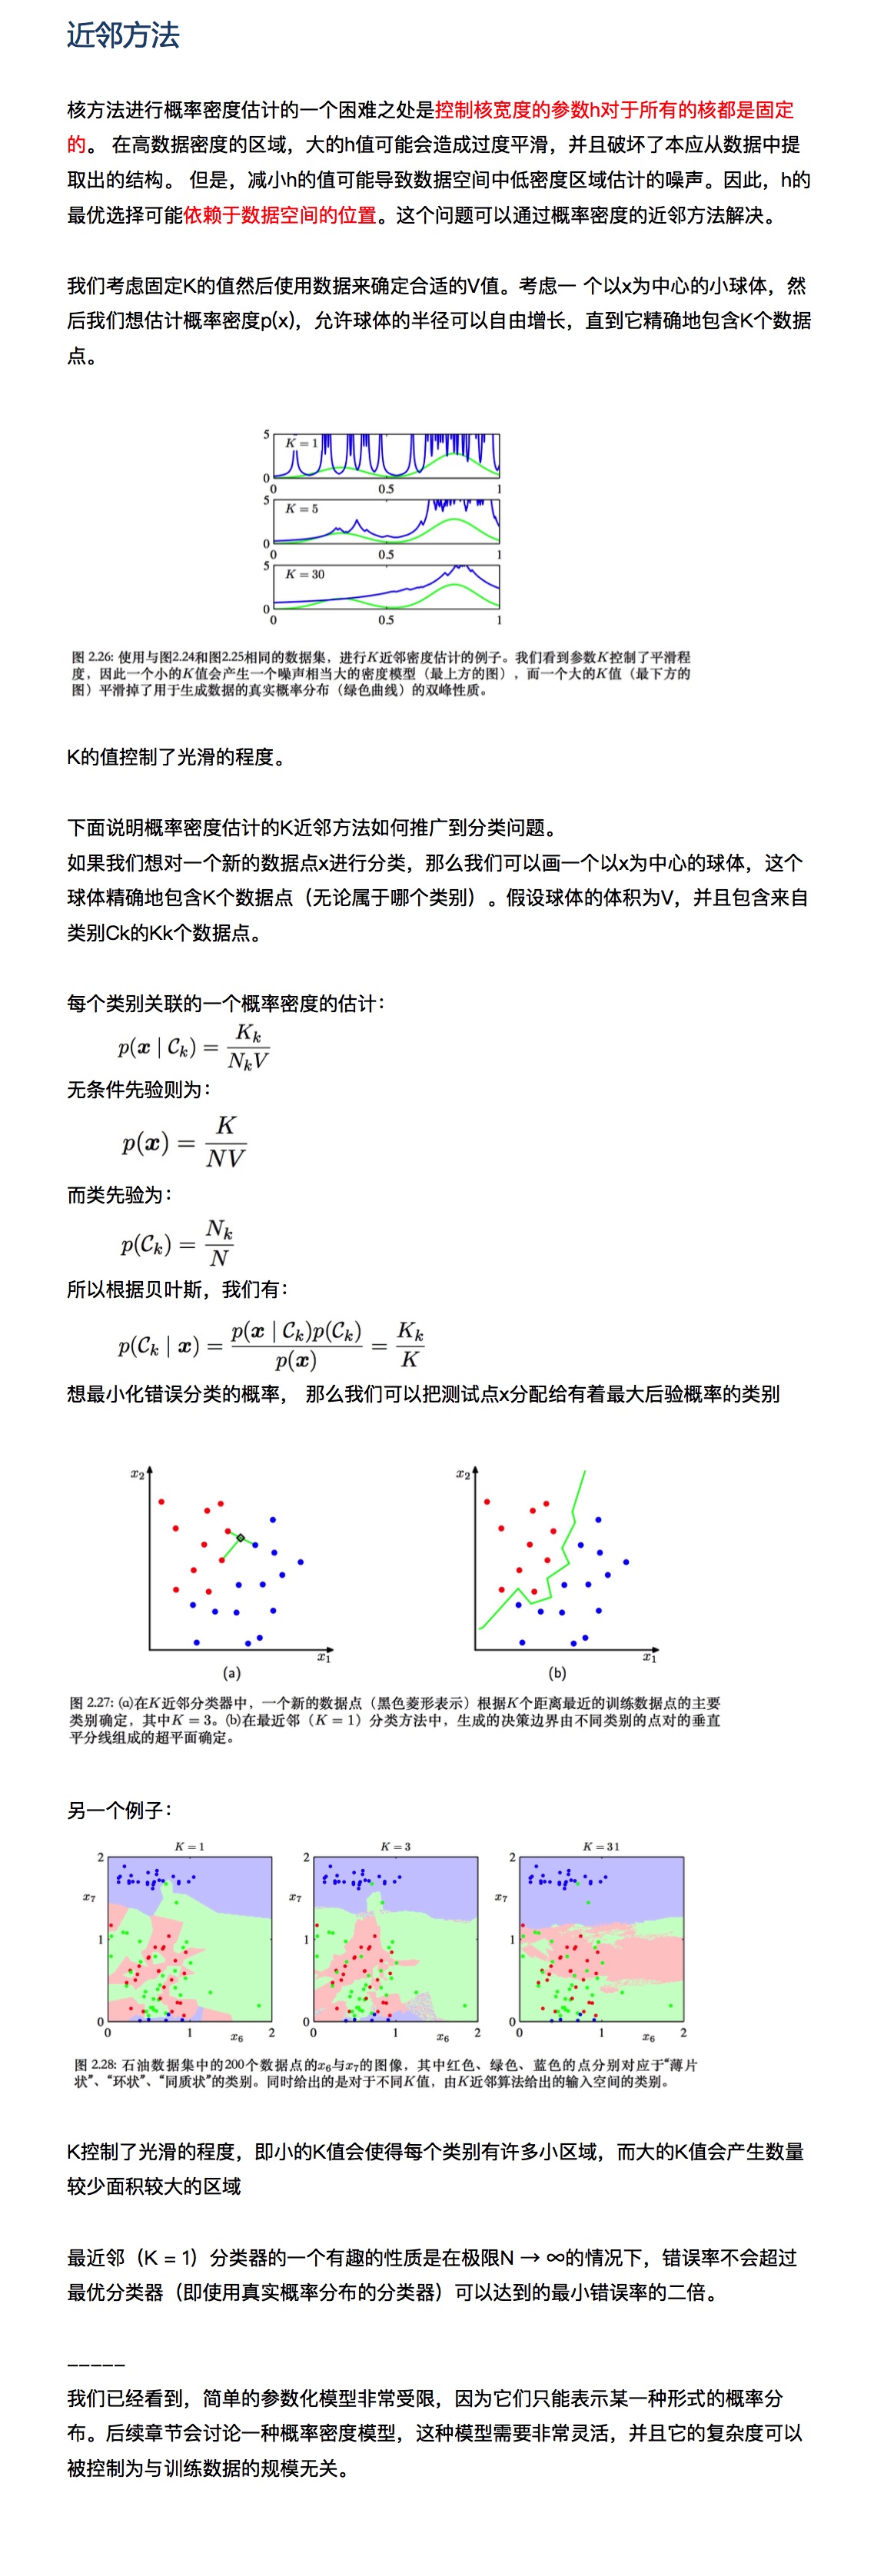 近邻方法
核方法进行概率密度估计的一个困难之处是控制核宽度的参数h对于所有的核都是固定
的。 在高数据密度的区域，大的h值可能会造成过度平滑，并且破坏了本应从数据中提
取出的结构。 但是，减小h的值可能导致数据空间中低密度区域估计的噪声。因此，h的
最优选择可能依赖于数据空间的位置。这个问题可以通过概率密度的近邻方法解决。
我们考虑固定K的值然后使用数据来确定合适的V值。考虑一 个以x为中心的小球体，然
后我们想估计概率密度p(x)，允许球体的半径可以自由增长，直到它精确地包含K个数据
点。
5
K = 1
0
0 0.5 1
5
K = 5
0
0 0.5 1
5
K = 30
0
0 0.5 1
图 2.26: 使用与图2.24和图2.25相同的数据集，进行K近邻密度估计的例子。我们看到参数K控制了平滑程
度，因此一个小的K值会产生一个噪声相当大的密度模型（最上方的图），而一个大的K值（最下方的
图）平滑掉了用于生成数据的真实概率分布（绿色曲线）的双峰性质。
K的值控制了光滑的程度。
下面说明概率密度估计的K近邻方法如何推广到分类问题。
如果我们想对一个新的数据点x进行分类，那么我们可以画一个以x为中心的球体，这个
球体精确地包含K个数据点（无论属于哪个类别）。假设球体的体积为V，并且包含来自
类别Ck的Kk个数据点。
每个类别关联的一个概率密度的估计：
p(x | C_k) = K_k / (N_k V)
无条件先验则为：
p(x) = K / (NV)
而类先验为：
p(C_k) = N_k / N
所以根据贝叶斯，我们有：
p(C_k | x) = p(x | C_k)p(C_k) / p(x) = K_k / K
想最小化错误分类的概率， 那么我们可以把测试点x分配给有着最大后验概率的类别
x2 x2
x1 x1
(a) (b)
图 2.27: (a)在K近邻分类器中，一个新的数据点（黑色菱形表示）根据K个距离最近的训练数据点的主要
类别确定，其中K = 3。(b)在最近邻（K = 1）分类方法中，生成的决策边界由不同类别的点对的垂直
平分线组成的超平面确定。
另一个例子：
K = 1 K = 3 K = 31
2 2 2
x7 x7 x7
1 1 1
0 0 0
0 1 x6 2 0 1 x6 2 0 1 x6 2
图 2.28: 石油数据集中的200个数据点的x6与x7的图像，其中红色、绿色、蓝色的点分别对应于“薄片
状”、“环状”、“同质状”的类别。同时给出的是对于不同K值，由K近邻算法给出的输入空间的类别。
K控制了光滑的程度，即小的K值会使得每个类别有许多小区域，而大的K值会产生数量
较少面积较大的区域
最近邻（K = 1）分类器的一个有趣的性质是在极限N → ∞的情况下，错误率不会超过
最优分类器（即使用真实概率分布的分类器）可以达到的最小错误率的二倍。
-----
我们已经看到，简单的参数化模型非常受限，因为它们只能表示某一种形式的概率分
布。后续章节会讨论一种概率密度模型，这种模型需要非常灵活，并且它的复杂度可以
被控制为与训练数据的规模无关。